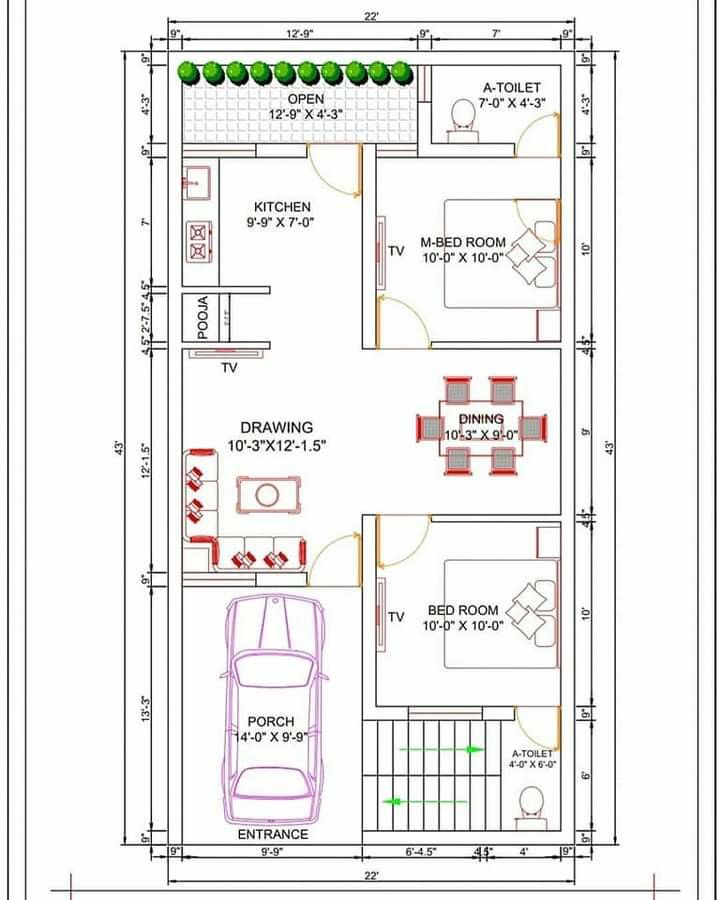 22'
9" 12'-9" 9" 7' 9"
9" 9"
A-TOILET
7'-0" X 4'-3"
OPEN
12'-9" X 4'-3"
4'-3" 4'-3"
9" 9"
KITCHEN
9'-9" X 7'-0"
7'
TV
M-BED ROOM
10'-0" X 10'-0"
10'
4.5"
2'-7.5"
POOJA
4.5" 4.5"
TV
DRAWING
10'-3"X12'-1.5"
DINING
10'-3" X 9'-0"
9'
43' 43'
12'-1.5"
4.5"
9"
TV
BED ROOM
10'-0" X 10'-0"
10'
13'-3"
PORCH
14'-0" X 9'-9"
9"
A-TOILET
4'-0" X 6'-0"
6'
ENTRANCE
9" 9"
9" 9'-9" 6'-4.5" 4.5" 4' 9"
22'